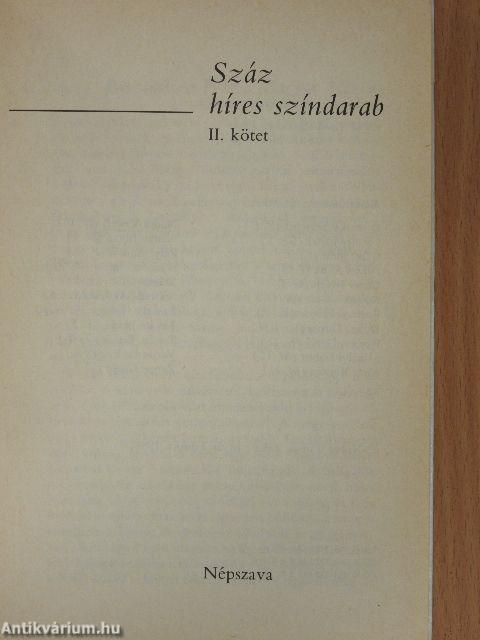 Száz
híres színdarab
II. kötet
Népszava
Antikvárium.hu